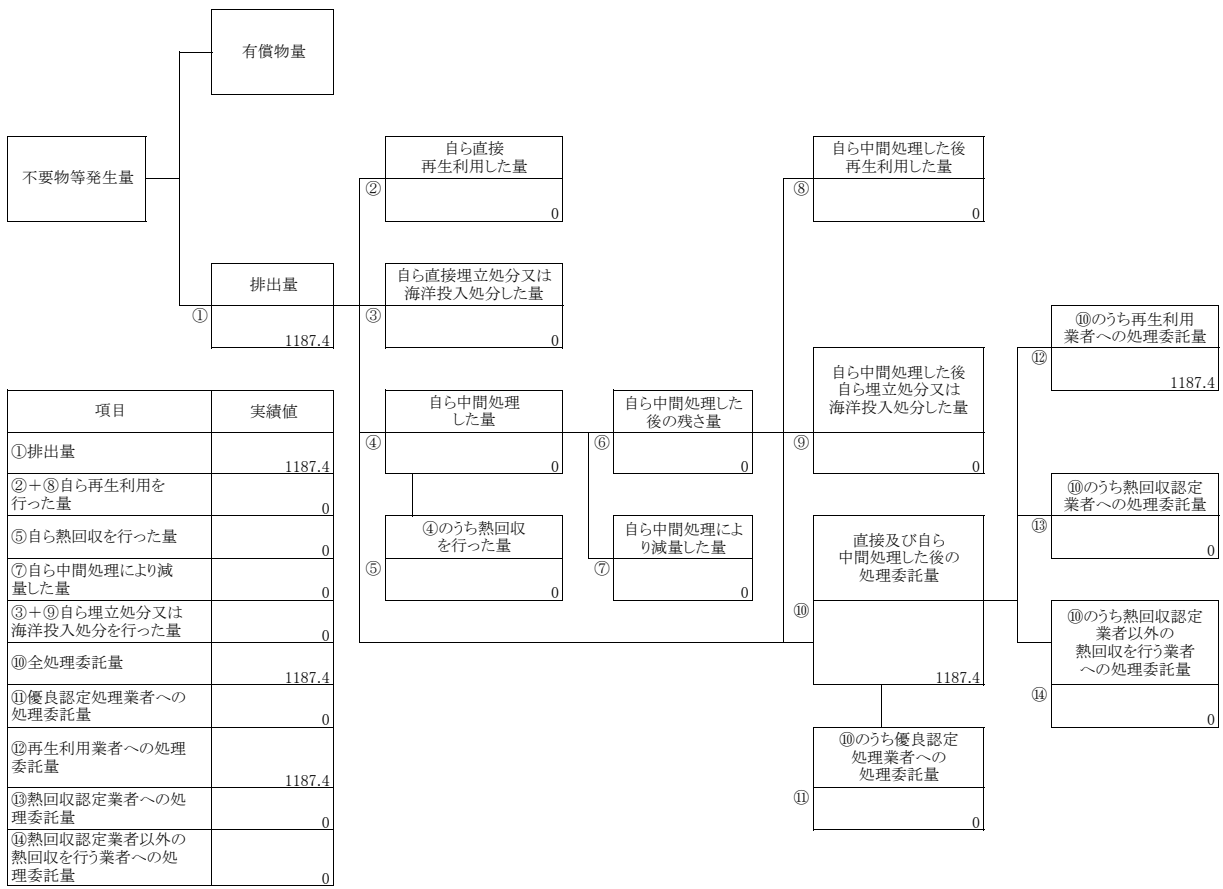 有償物量
不要物等発生量
自ら直接
再生利用した量
②
0
自ら中間処理した後
再生利用した量
⑧
0
排出量
①
1187.4
自ら直接埋立処分又は
海洋投入処分した量
③
0
⑩のうち再生利用
業者への処理委託量
⑫
1187.4
自ら中間処理
した量
④
0
自ら中間処理した
後の残さ量
⑥
0
自ら中間処理した後
自ら埋立処分又は
海洋投入処分した量
⑨
0
⑩のうち熱回収認定
業者への処理委託量
⑬
0
④のうち熱回収
を行った量
⑤
0
自ら中間処理によ
り減量した量
⑦
0
直接及び自ら
中間処理した後の
処理委託量
⑩
1187.4
⑩のうち熱回収認定
業者以外の
熱回収を行う業者
への処理委託量
⑭
0
⑩のうち優良認定
処理業者への
処理委託量
⑪
0
項目 実績値
①排出量
1187.4
②+⑧自ら再生利用を
行った量
0
⑤自ら熱回収を行った量
0
⑦自ら中間処理により減
量した量
0
③+⑨自ら埋立処分又は
海洋投入処分を行った量
0
⑩全処理委託量
1187.4
⑪優良認定処理業者への
処理委託量
0
⑫再生利用業者への処理
委託量
1187.4
⑬熱回収認定業者への処
理委託量
0
⑭熱回収認定業者以外の
熱回収を行う業者への処
理委託量
0